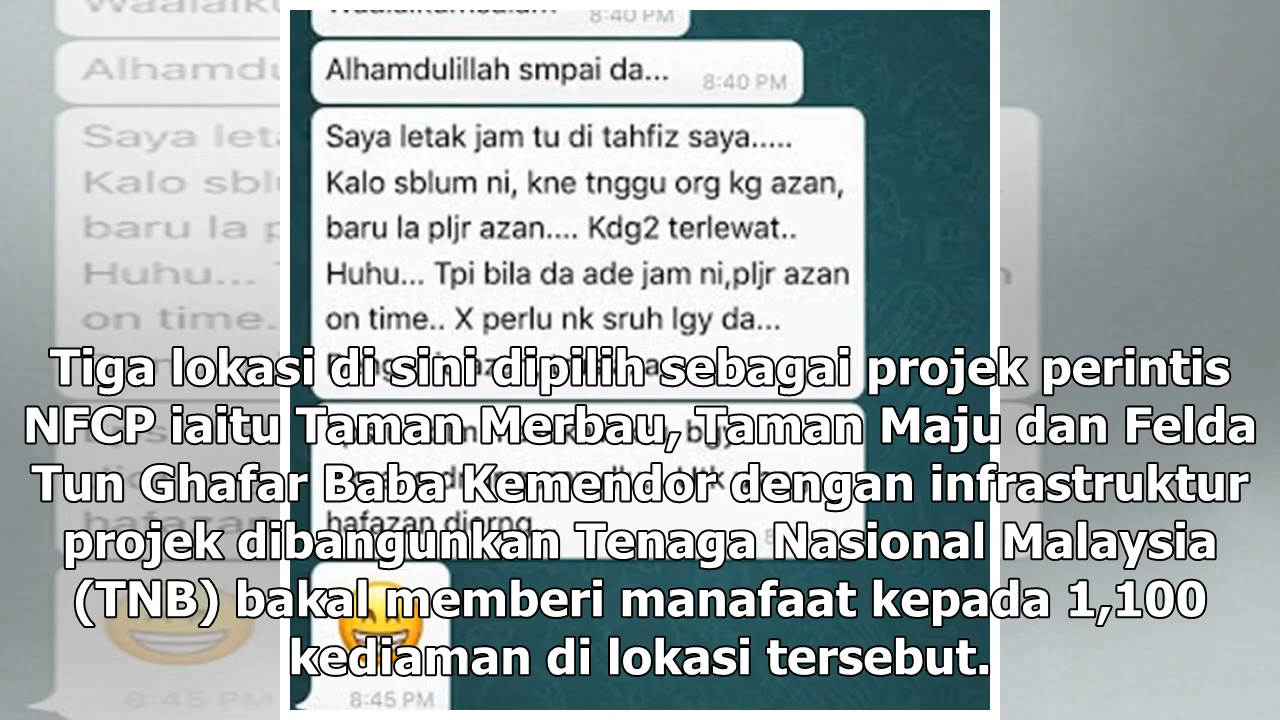 8:40 PM
Alhamdulillah smpai da... 8:40 PM
Saya letak jam tu di tahfiz saya.....
Kalo sblum ni, kne tnggu org kg azan,
baru la pljr azan.... Kdg2 terlewat..
Huhu... Tpi bila da ade jam ni,pljr azan
on time.. X perlu nk sruh lgy da...
Tiga lokasi di sini dipilih sebagai projek perintis
NFCP iaitu Taman Merbau, Taman Maju dan Felda
Tun Ghafar Baba Kemendor dengan infrastruktur
hafazan diorng
projek dibangunkan Tenaga Nasional Malaysia
(TNB) bakal memberi manafaat kepada 1,100
kediaman di lokasi tersebut.
8:45 PM